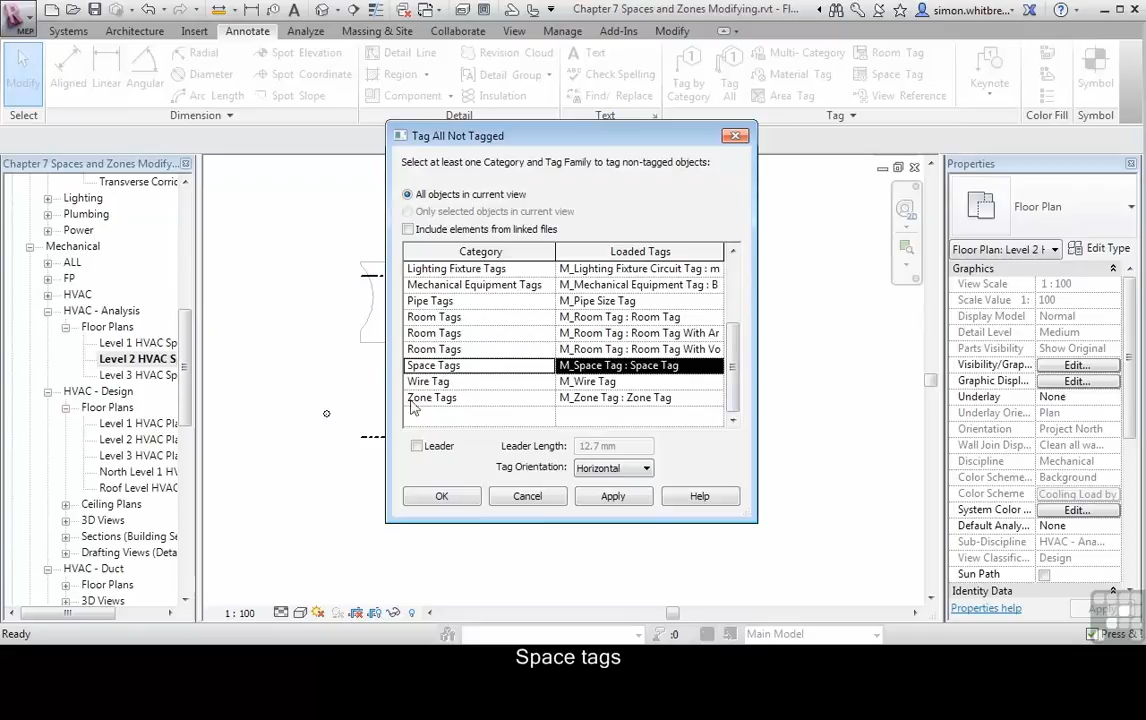 Chapter 7 Spaces and Zones Modifying.rvt - Fl...
simon.whitbre...
MEP
Systems Architecture Insert Annotate Analyze Massing & Site Collaborate View Manage Add-Ins Modify
Modify
Aligned Linear Angular
Radial
Diameter
Arc Length
Spot Elevation
Spot Coordinate
Spot Slope
Detail Line
Region
Component
Revision Cloud
Detail Group
Insulation
Text
Check Spelling
Find/ Replace
Tag by Category
Tag All
Multi- Category
Material Tag
Area Tag
Room Tag
Space Tag
View Reference
Keynote
Symbol
Select Dimension Detail Text Tag Color Fill Symbol
Chapter 7 Spaces and Zones Modify...
Transverse Corric
Lighting
Plumbing
Power
Mechanical
ALL
FP
HVAC
HVAC - Analysis
Floor Plans
Level 1 HVAC Sp
Level 2 HVAC S
Level 3 HVAC Sp
HVAC - Design
Floor Plans
Level 1 HVAC Pl
Level 2 HVAC Pl
Level 3 HVAC Pl
North Level 1 HV
Roof Level HVAC
Ceiling Plans
3D Views
Sections (Building Se
Drafting Views (Deta
HVAC - Duct
Floor Plans
3D Views
Tag All Not Tagged
Select at least one Category and Tag Family to tag non-tagged objects:
All objects in current view
Only selected objects in current view
Include elements from linked files
Category Loaded Tags
Lighting Fixture Tags M_Lighting Fixture Circuit Tag : m
Mechanical Equipment Tags M_Mechanical Equipment Tag : B
Pipe Tags M_Pipe Size Tag
Room Tags M_Room Tag : Room Tag
Room Tags M_Room Tag : Room Tag With Ar
Room Tags M_Room Tag : Room Tag With Vo
Space Tags M_Space Tag : Space Tag
Wire Tag M_Wire Tag
Zone Tags M_Zone Tag : Zone Tag
Leader Leader Length: 12.7 mm
Tag Orientation: Horizontal
OK Cancel Apply Help
Properties
Floor Plan
Floor Plan: Level 2 H Edit Type
Graphics
View Scale 1 : 100
Scale Value 1: 100
Display Model Normal
Detail Level Medium
Parts Visibility Show Original
Visibility/Grap... Edit...
Graphic Displ... Edit...
Underlay None
Orientation Project North
Wall Join Displ... Clean all wa...
Discipline Mechanical
Color Scheme... Background
Color Scheme Cooling Load by
System Color ... Edit...
Default Analy... None
Sub-Discipline HVAC - Ana...
View Classific... Design
Sun Path
Identity Data
Properties help Apply
1 : 100
Ready
:0
Main Model
Press &
Space tags